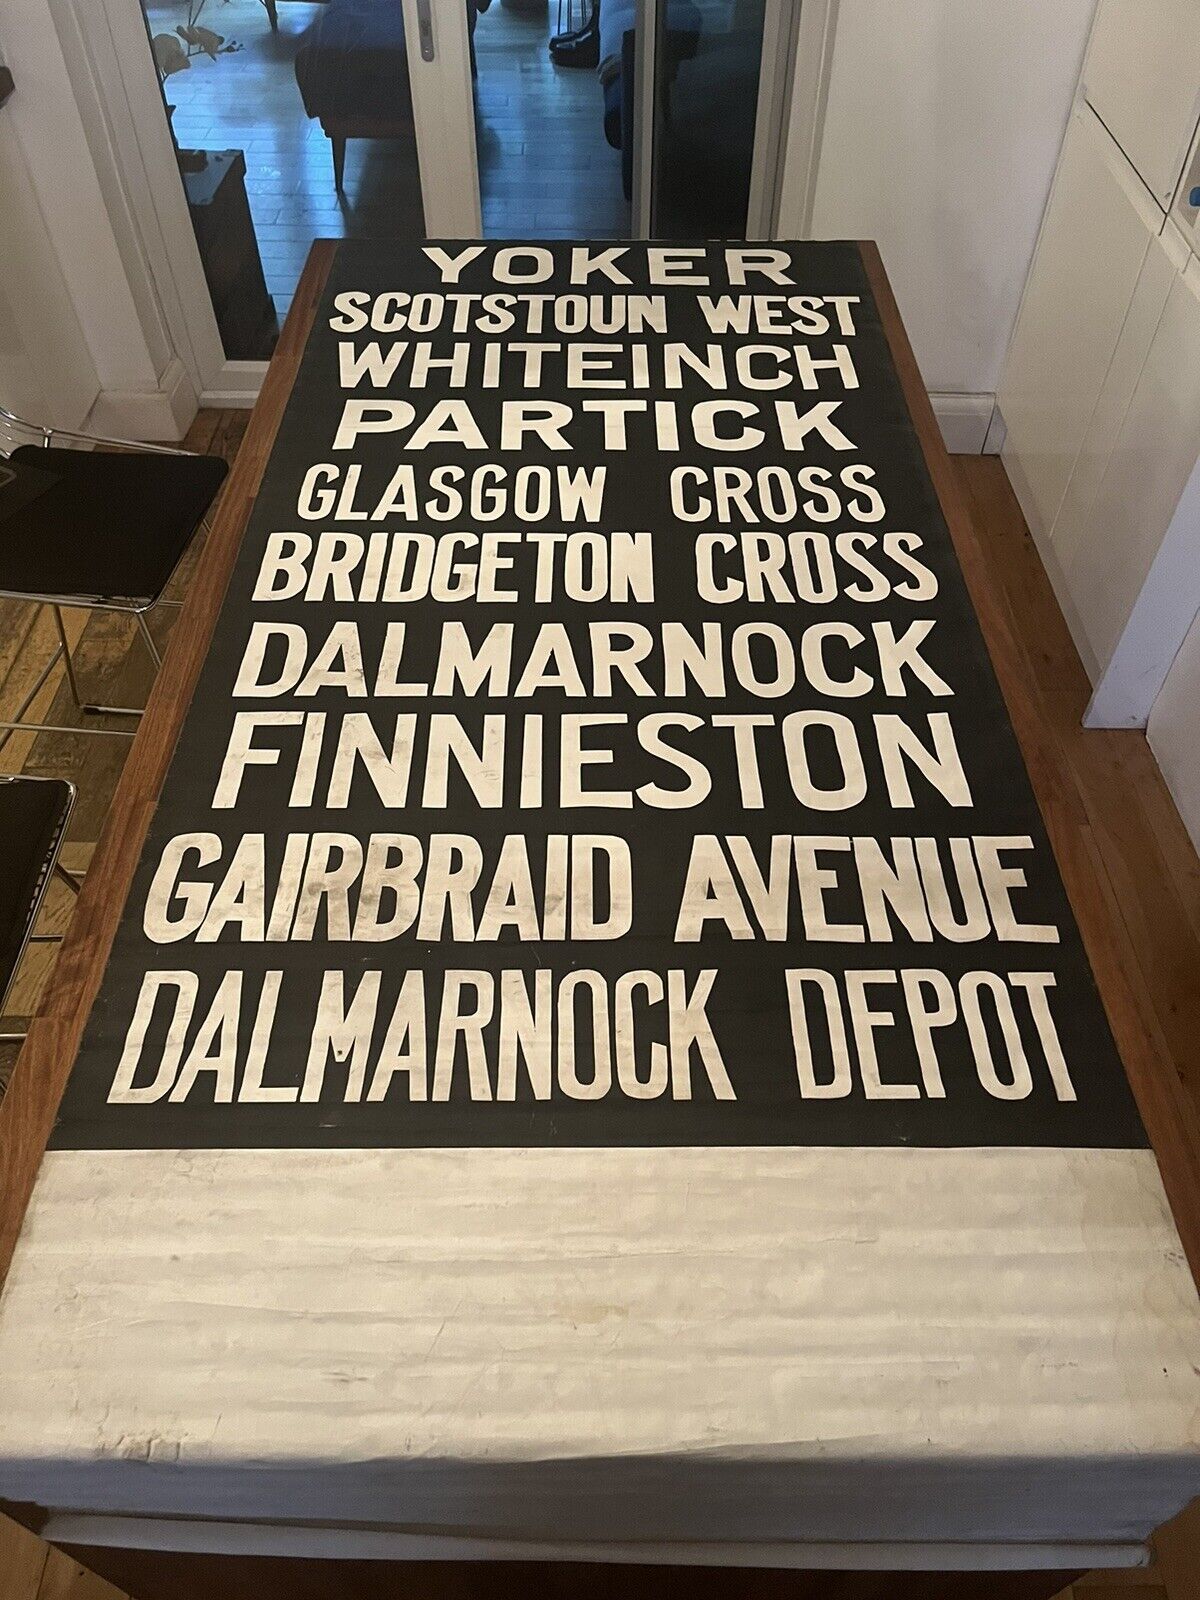 YOKER
SCOTSTOUN WEST
WHITEINCH
PARTICK
GLASGOW CROSS
BRIDGETON CROSS
DALMARNOCK
FINNIESTON
GAIRBRAID AVENUE
DALMARNOCK DEPOT